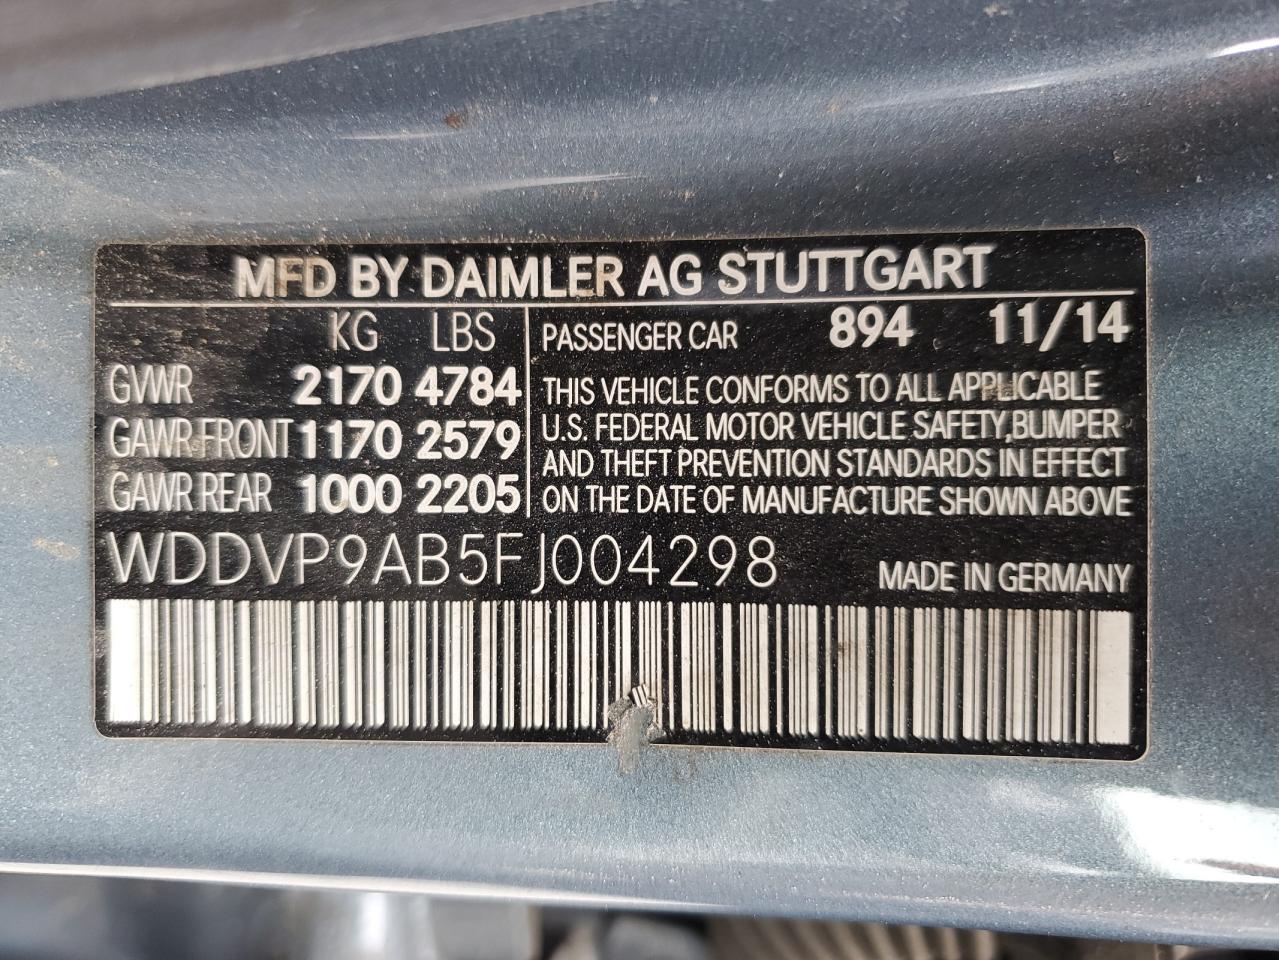 MFD BY DAIMLER AG STUTTGART
KG LBS
GVWR 2170 4784
GAWR FRONT 1170 2579
GAWR REAR 1000 2205
PASSENGER CAR 894 11/14
THIS VEHICLE CONFORMS TO ALL APPLICABLE
U.S. FEDERAL MOTOR VEHICLE SAFETY,BUMPER
AND THEFT PREVENTION STANDARDS IN EFFECT
ON THE DATE OF MANUFACTURE SHOWN ABOVE
WDDVP9AB5FJ004298
MADE IN GERMANY